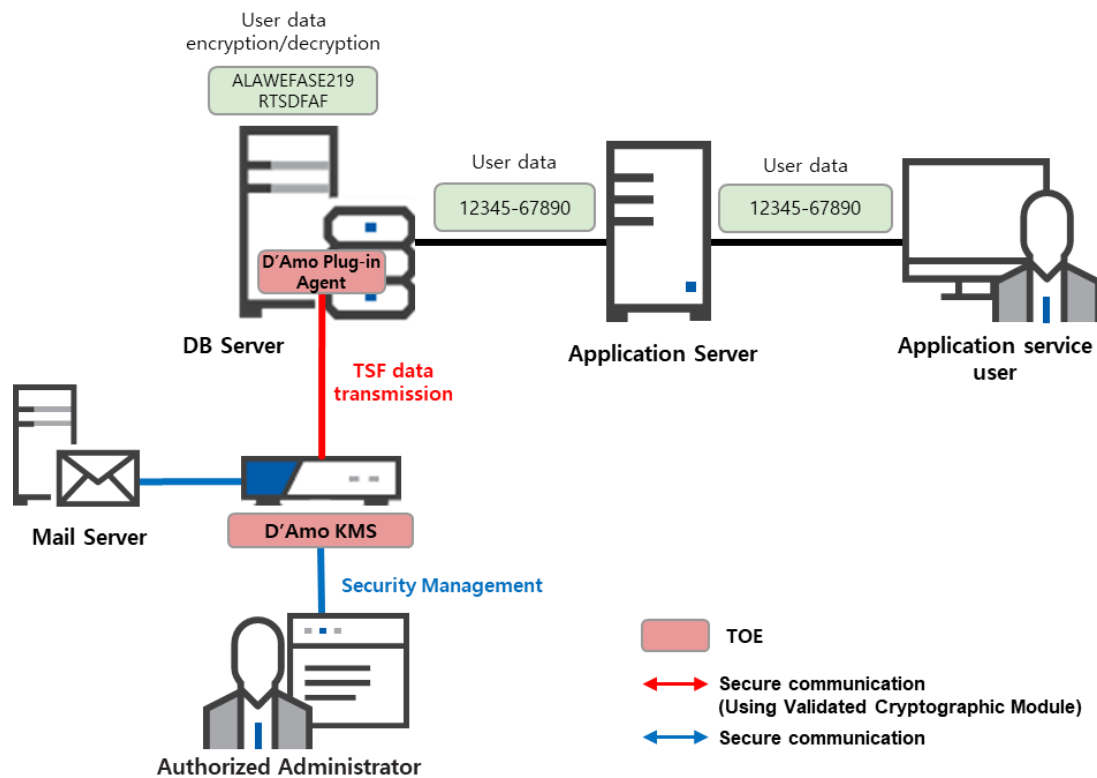 User data
encryption/decryption
ALAWEFASE219
RTSDFAF
User data
12345-67890
User data
12345-67890
D'Amo Plug-in
Agent
DB Server
Application Server
Application service
user
TSF data
transmission
Mail Server
D'Amo KMS
Security Management
Authorized Administrator
TOE
Secure communication
(Using Validated Cryptographic Module)
Secure communication